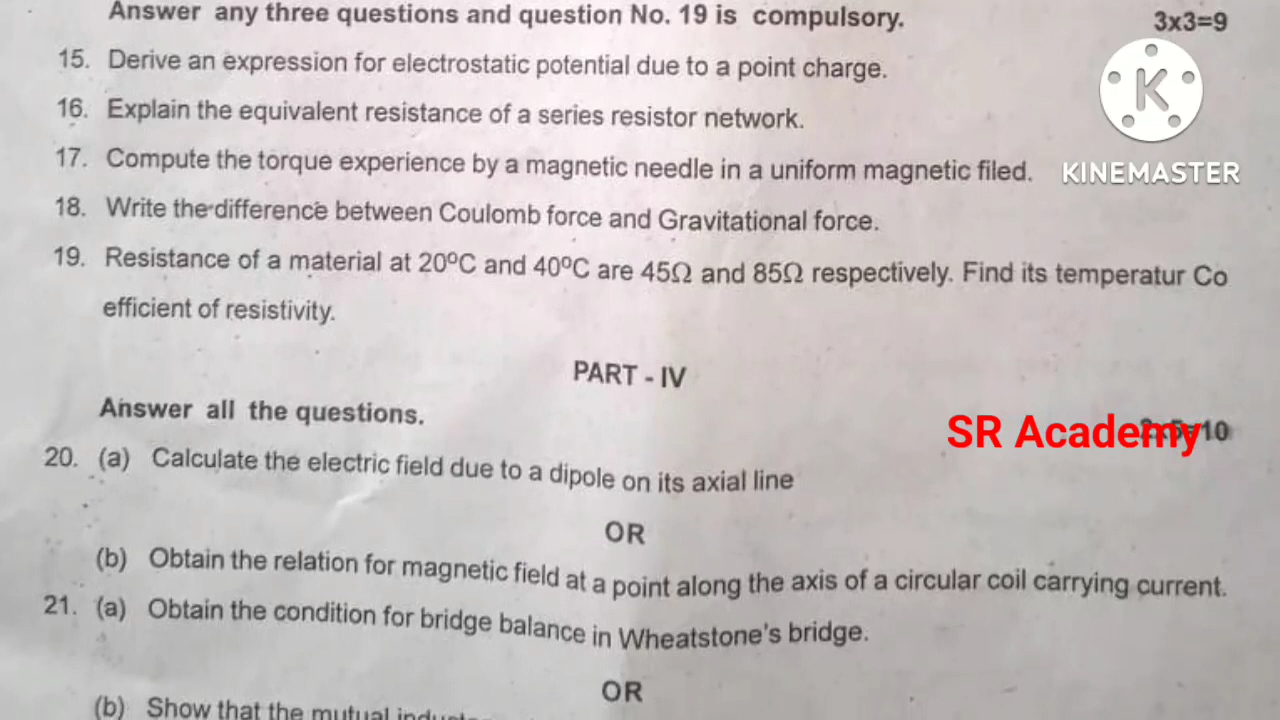 Answer any three questions and question No. 19 is compulsory. 3x3=9
15. Derive an expression for electrostatic potential due to a point charge.
16. Explain the equivalent resistance of a series resistor network.
K
KINEMASTER
17. Compute the torque experience by a magnetic needle in a uniform magnetic filed.
18. Write the difference between Coulomb force and Gravitational force.
19. Resistance of a material at 20ºC and 40ºC are 45Ω and 85Ω respectively. Find its temperatur Co
efficient of resistivity.
PART - IV
Answer all the questions.
SR Academy
20. (a) Calculate the electric field due to a dipole on its axial line
OR
(b) Obtain the relation for magnetic field at a point along the axis of a circular coil carrying current.
21. (a) Obtain the condition for bridge balance in Wheatstone's bridge.
OR
(b) Show that the mutual